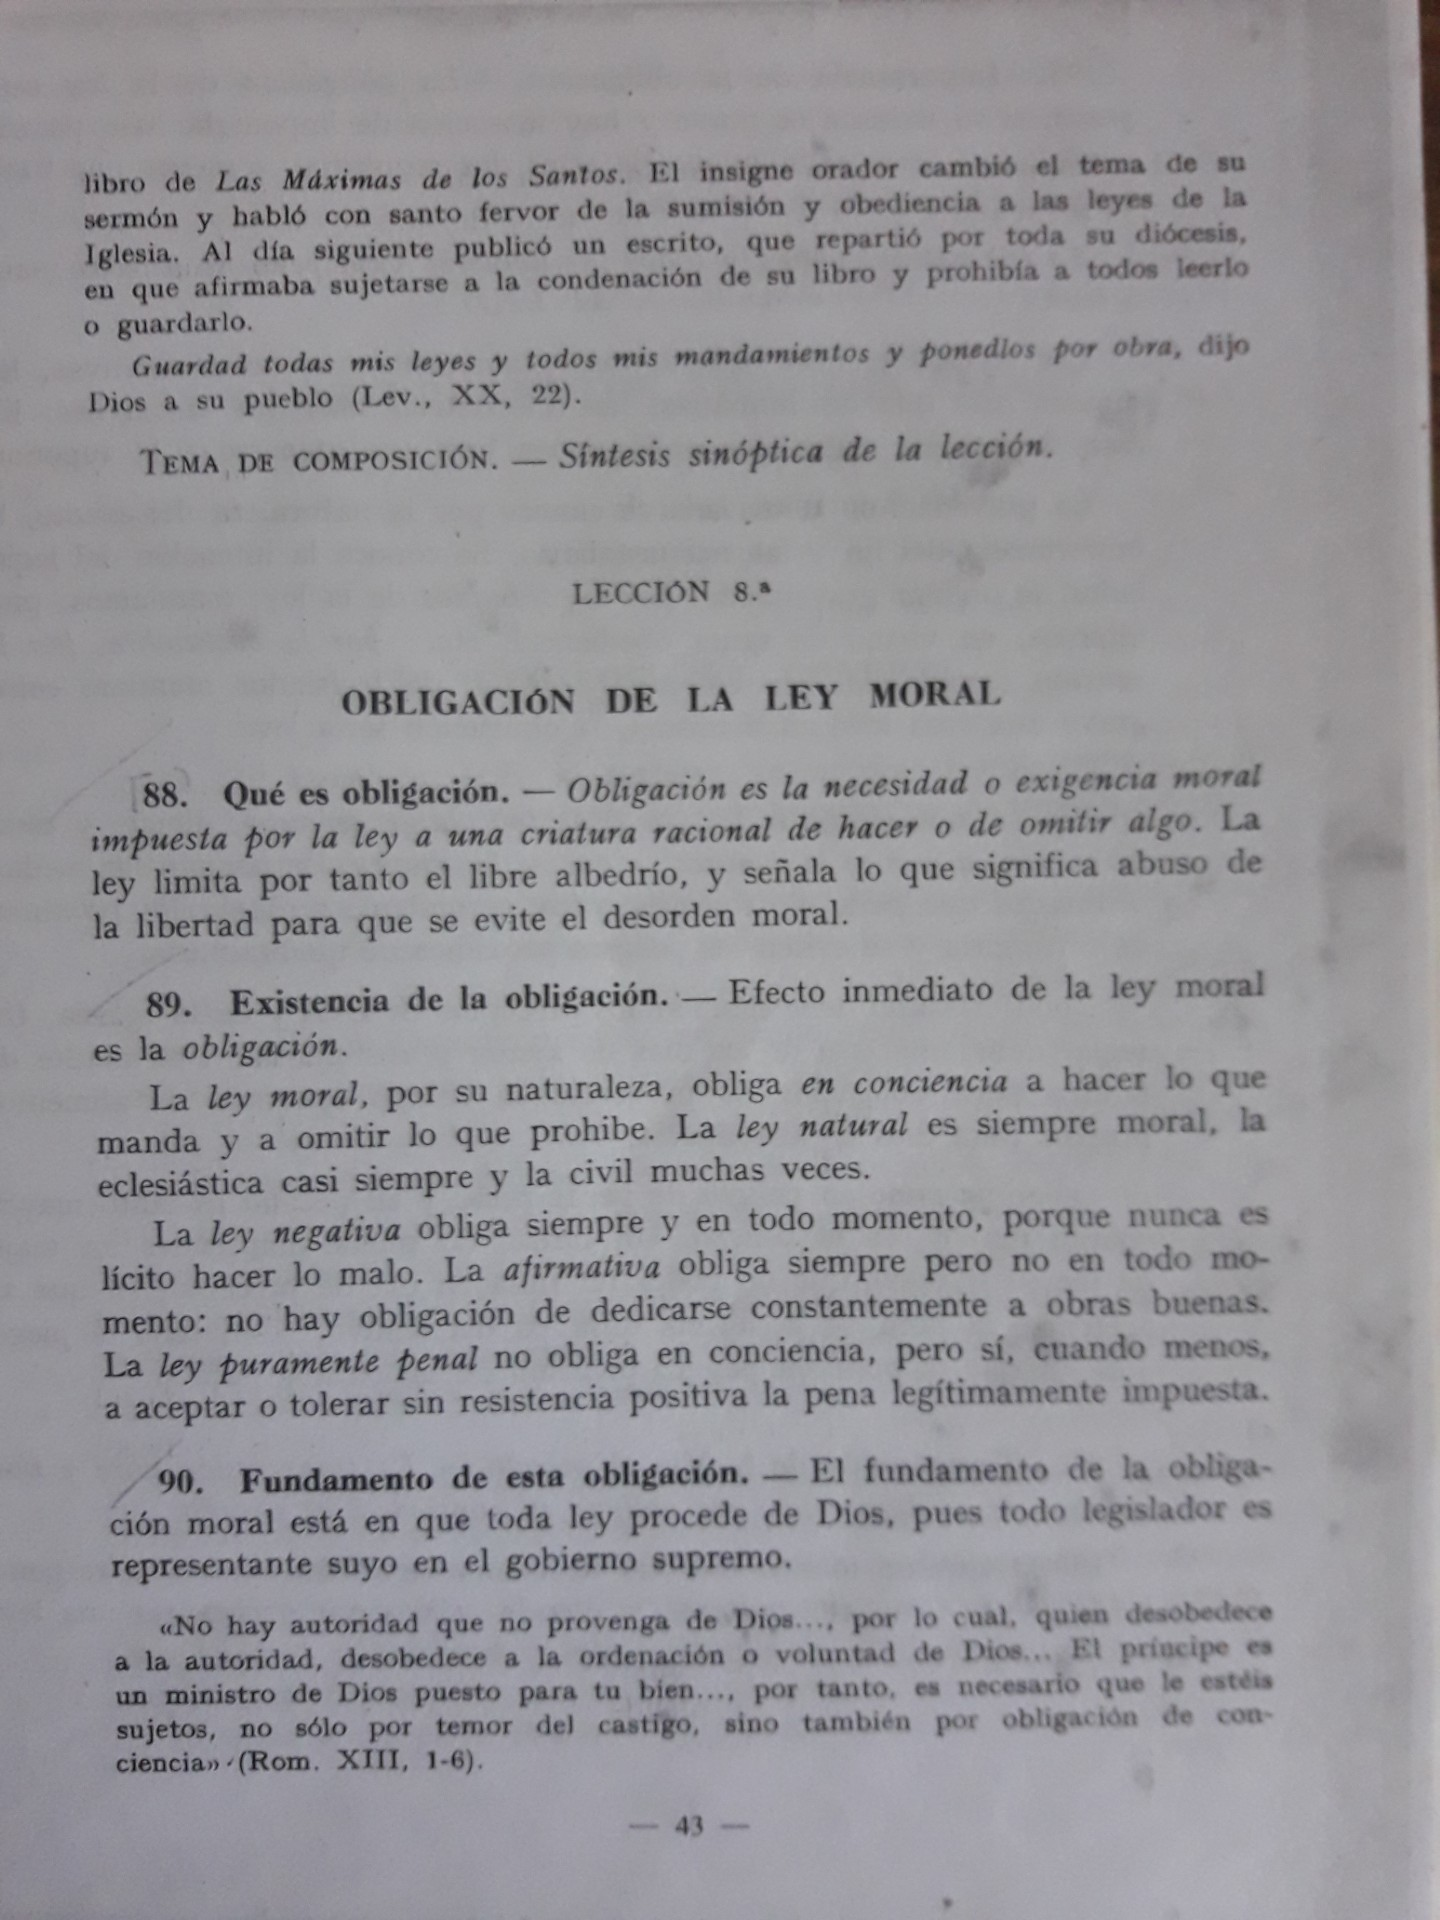 libro de Las Máximas de los Santos. El insigne orador cambió el tema de su
sermón y habló con santo fervor de la sumisión y obediencia a las leyes de la
Iglesia. Al día siguiente publicó un escrito, que repartió por toda su diócesis,
en que afirmaba sujetarse a la condenación de su libro y prohibía a todos leerlo
o guardarlo.
Guardad todas mis leyes y todos mis mandamientos y ponedlos por obra, dijo
Dios a su pueblo (Lev., XX, 22).
TEMA DE COMPOSICIÓN. — Síntesis sinóptica de la lección.
LECCIÓN 8.ª
OBLIGACIÓN DE LA LEY MORAL
88. Qué es obligación. — Obligación es la necesidad o exigencia moral
impuesta por la ley a una criatura racional de hacer o de omitir algo. La
ley limita por tanto el libre albedrío, y señala lo que significa abuso de
la libertad para que se evite el desorden moral.
89. Existencia de la obligación. — Efecto inmediato de la ley moral
es la obligación.
La ley moral, por su naturaleza, obliga en conciencia a hacer lo que
manda y a omitir lo que prohibe. La ley natural es siempre moral, la
eclesiástica casi siempre y la civil muchas veces.
La ley negativa obliga siempre y en todo momento, porque nunca es
lícito hacer lo malo. La afirmativa obliga siempre pero no en todo mo-
mento: no hay obligación de dedicarse constantemente a obras buenas.
La ley puramente penal no obliga en conciencia, pero sí, cuando menos,
a aceptar o tolerar sin resistencia positiva la pena legítimamente impuesta.
90. Fundamento de esta obligación. — El fundamento de la obliga-
ción moral está en que toda ley procede de Dios, pues todo legislador es
representante suyo en el gobierno supremo.
«No hay autoridad que no provenga de Dios..., por lo cual, quien desobedece
a la autoridad, desobedece a la ordenación o voluntad de Dios... El príncipe es
un ministro de Dios puesto para tu bien..., por tanto, es necesario que le estéis
sujetos, no sólo por temor del castigo, sino también por obligación de con-
ciencia» (Rom. XIII, 1-6).
— 43 —